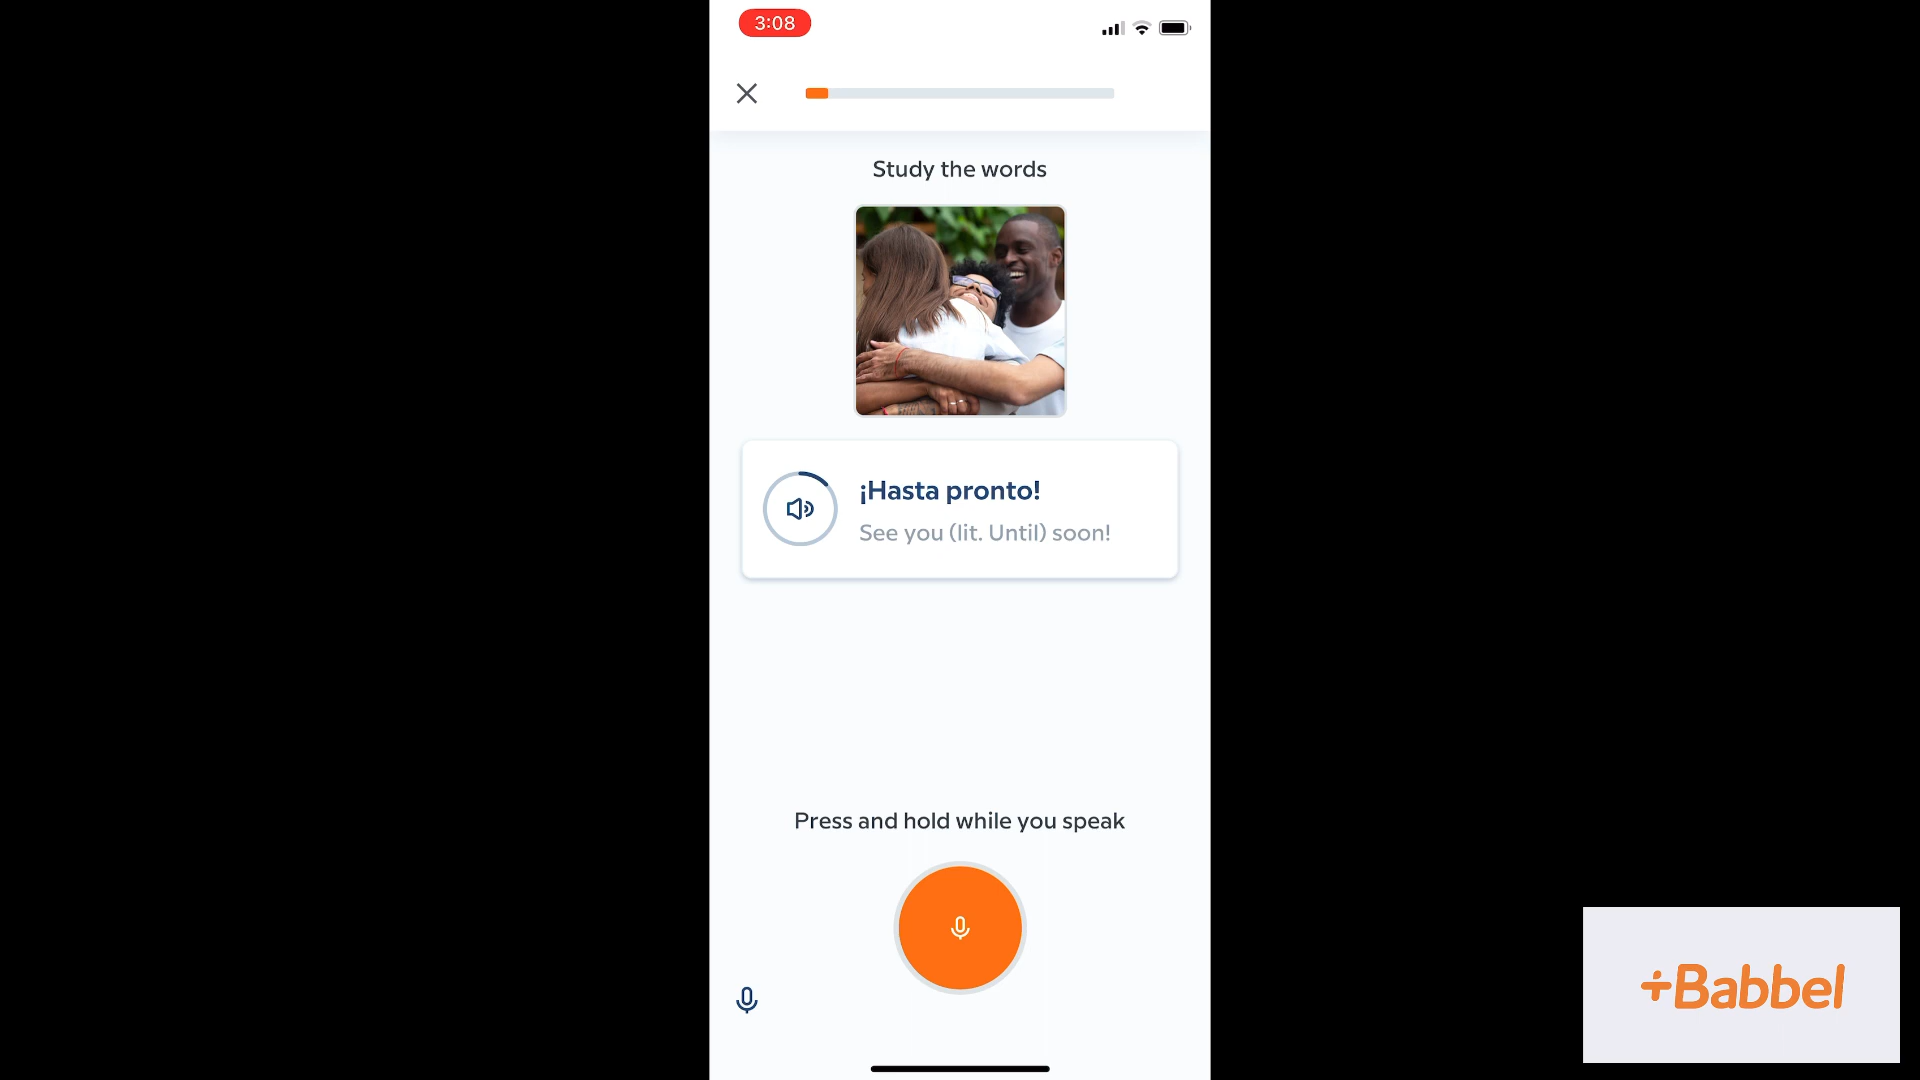 3:08
Study the words
¡Hasta pronto!
See you (lit. Until) soon!
Press and hold while you speak
+Babbel